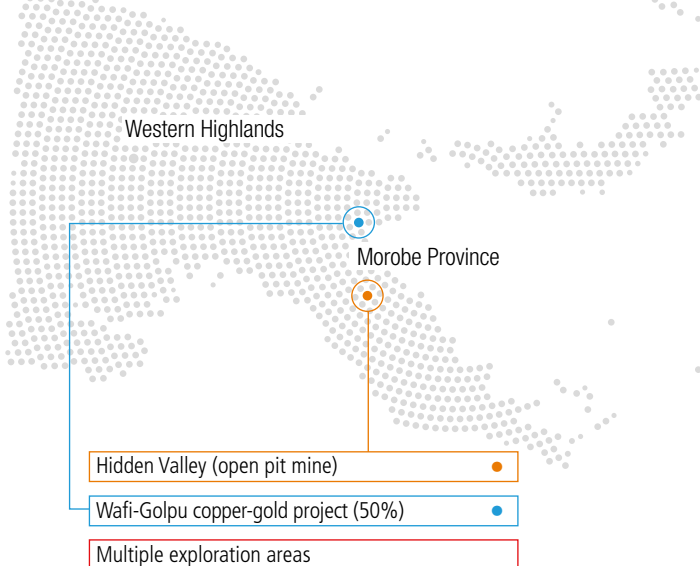 Western Highlands
Morobe Province
Hidden Valley (open pit mine)
Wafi-Golpu copper-gold project (50%)
Multiple exploration areas